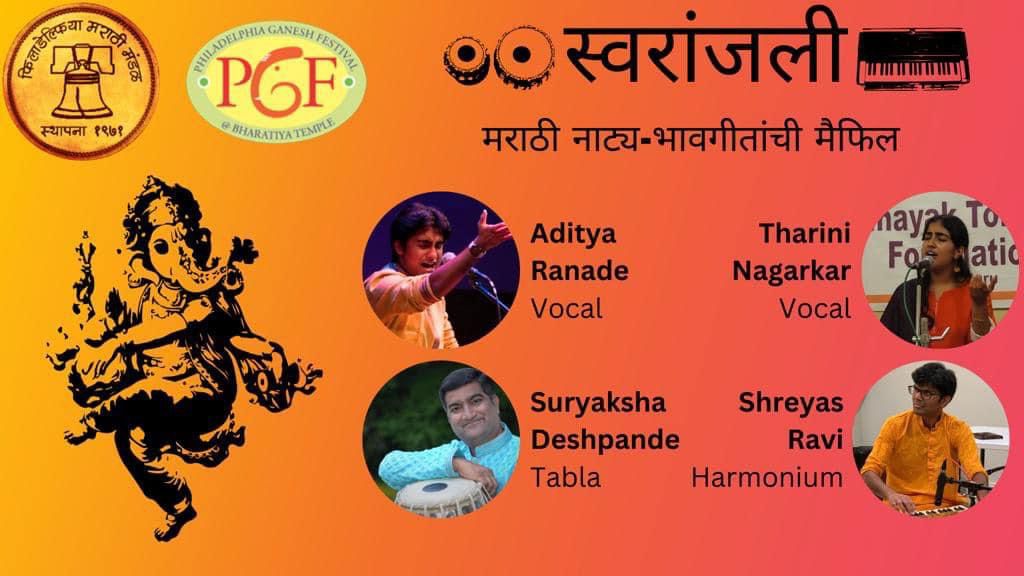 फिलाडेल्फिया मराठी मंडळ
स्थापना १९७१
PHILADELPHIA GANESH FESTIVAL
PGF
@ BHARATIYA TEMPLE
स्वरांजली
मराठी नाट्य-भावगीतांची मैफिल
Aditya
Ranade
Vocal
Tharini
Nagarkar
Vocal
Suryaksha
Deshpande
Tabla
Shreyas
Ravi
Harmonium